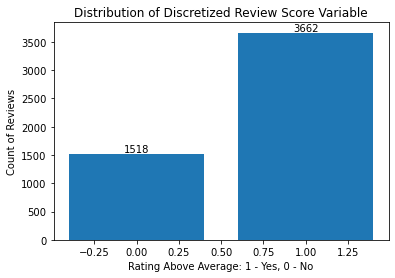 Distribution of Discretized Review Score Variable
3662
3500
3000
2500
2000
1500
1000
500
0
1518
Count of Reviews
−0.25 0.00 0.25 0.50 0.75 1.00 1.25
Rating Above Average: 1 - Yes, 0 - No